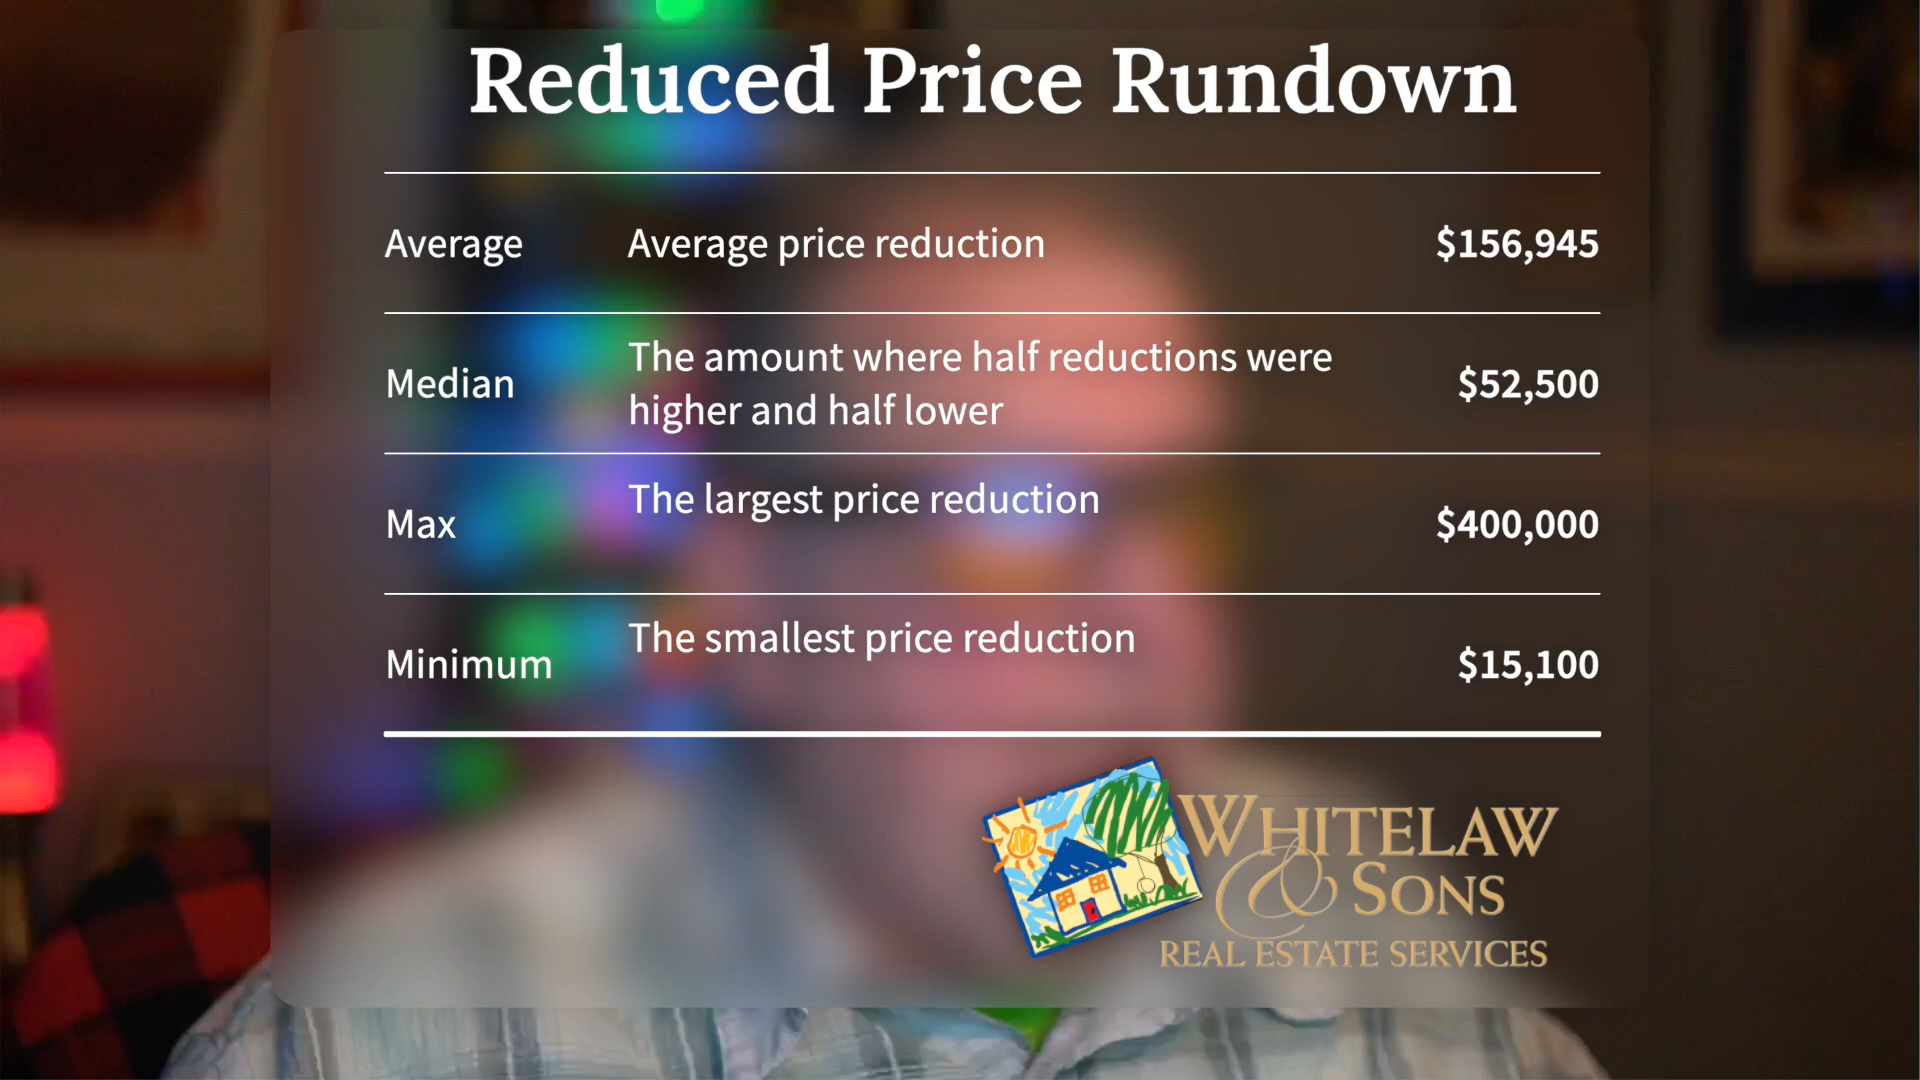 Reduced Price Rundown
Average Average price reduction $156,945
Median The amount where half reductions were higher and half lower $52,500
Max The largest price reduction $400,000
Minimum The smallest price reduction $15,100
WHITELAW
& SONS
REAL ESTATE SERVICES